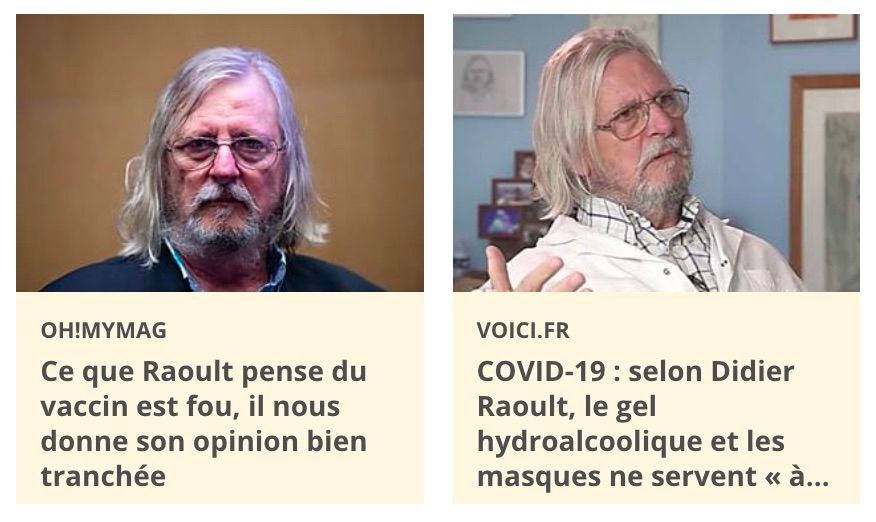 OH!MYMAG
Ce que Raoult pense du
vaccin est fou, il nous
donne son opinion bien
tranchée
VOICI.FR
COVID-19 : selon Didier
Raoult, le gel
hydroalcoolique et les
masques ne servent « à...